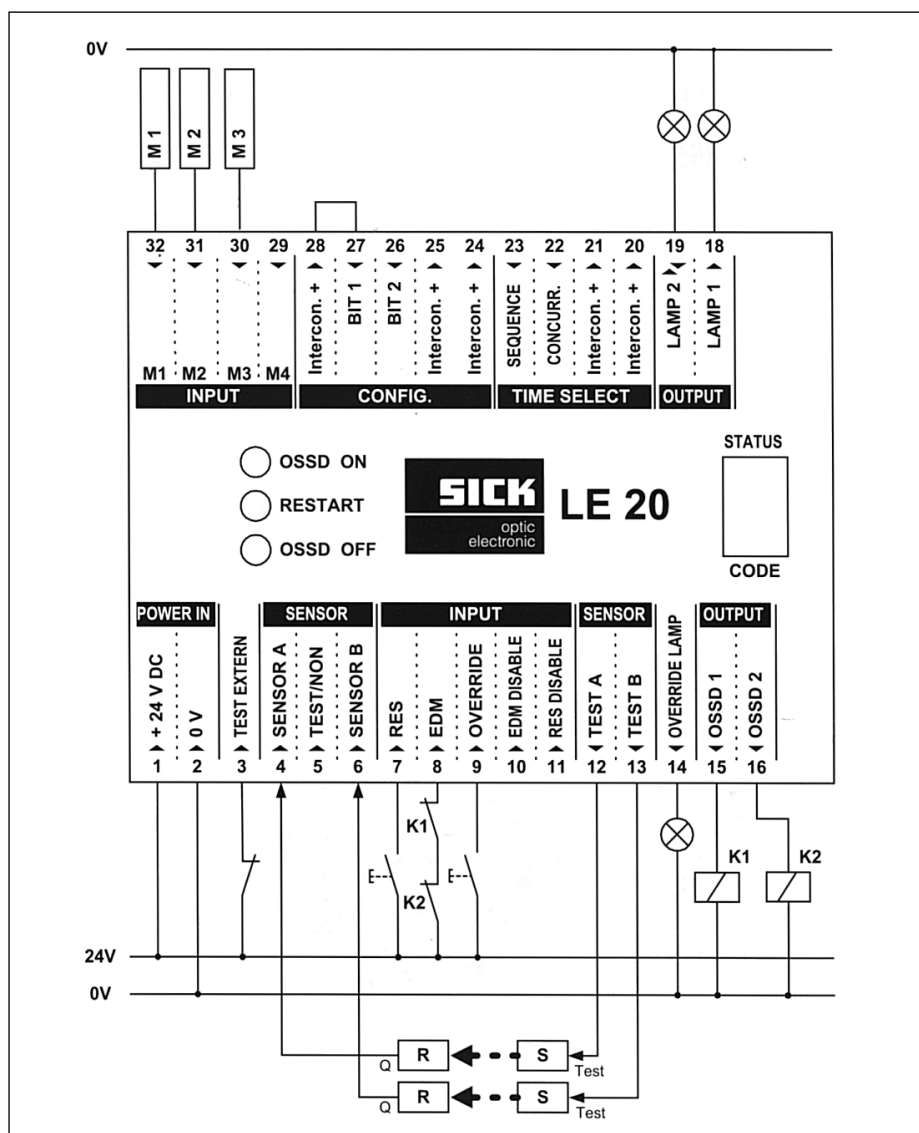 0V
M 1
M 2
M 3
32 31 30 29 28 27 26 25 24 23 22 21 20 19 18
Intercon. +
BIT 1
BIT 2
Intercon. +
Intercon. +
SEQUENCE
CONCURR.
Intercon. +
Intercon. +
LAMP 2
LAMP 1
M1 M2 M3 M4
INPUT CONFIG. TIME SELECT OUTPUT
STATUS
OSSD ON
RESTART
OSSD OFF
SICK
optic
electronic
LE 20
CODE
POWER IN SENSOR INPUT SENSOR OUTPUT
+ 24 V DC
0 V
TEST EXTERN
SENSOR A
TEST/NON
SENSOR B
RES
EDM
OVERRIDE
EDM DISABLE
RES DISABLE
TEST A
TEST B
OVERRIDE LAMP
OSSD 1
OSSD 2
1 2 3 4 5 6 7 8 9 10 11 12 13 14 15 16
K1
K2
K1
K2
24V
0V
Q R S Test
Q R S Test